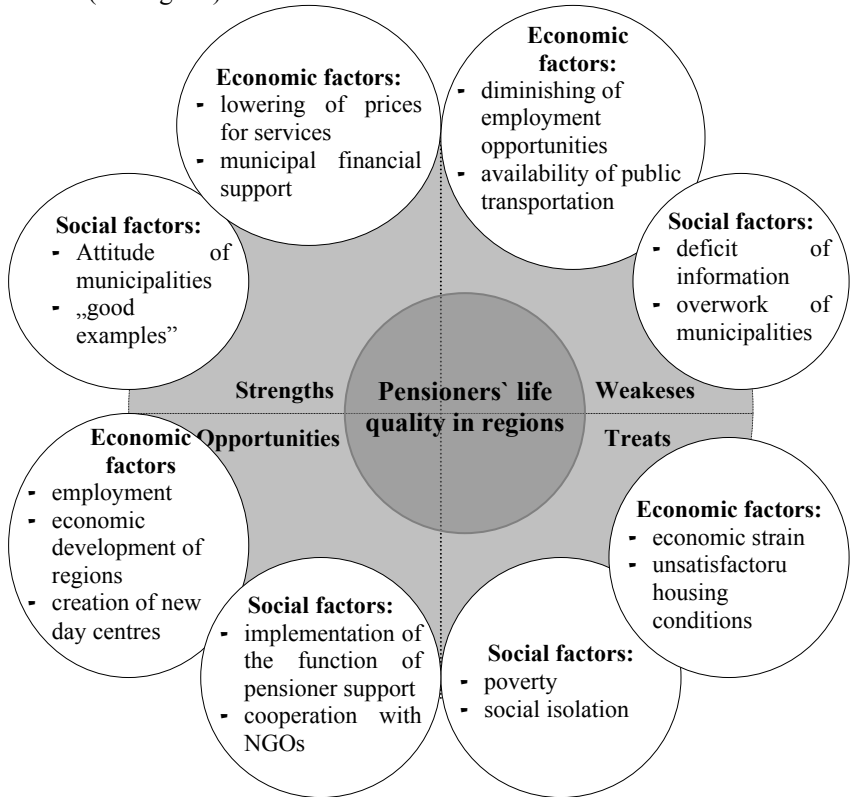 Economic factors:
- lowering of prices
for services
- municipal financial
support
Economic
factors:
- diminishing of
employment
opportunities
- availability of public
transportation
Social factors:
- Attitude of
municipalities
- „good
examples”
Social factors:
- deficit of
information
- overwork of
municipalities
Strengths
Pensioners` life
quality in regions
Weakeses
Opportunities
Treats
Economic
factors
- employment
- economic
development of
regions
- creation of new
day centres
Social factors:
- implementation of
the function of
pensioner support
- cooperation with
NGOs
Social factors:
- poverty
- social isolation
Economic factors:
- economic strain
- unsatisfactoru
housing
conditions